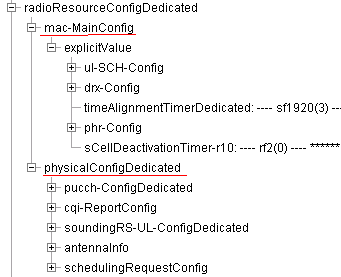 radioResourceConfigDedicated
mac-MainConfig
explicitValue
ul-SCH-Config
drx-Config
timeAlignmentTimerDedicated: ---- sf1920(3) ----
phr-Config
sCellDeactivationTimer-r10: ---- rf2(0) ---- ******
physicalConfigDedicated
pucch-ConfigDedicated
cqi-ReportConfig
soundingRS-UL-ConfigDedicated
antennaInfo
schedulingRequestConfig